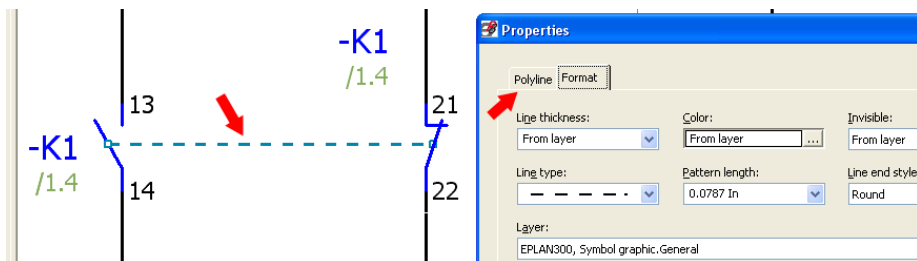 -K1
/1.4
13
21
-K1
/1.4
14
22
Properties
Polyline Format
Line thickness: Color: Invisible:
From layer From layer ... From layer
Line type: Pattern length: Line end style
0.0787 In Round
Layer:
EPLAN300, Symbol graphic.General